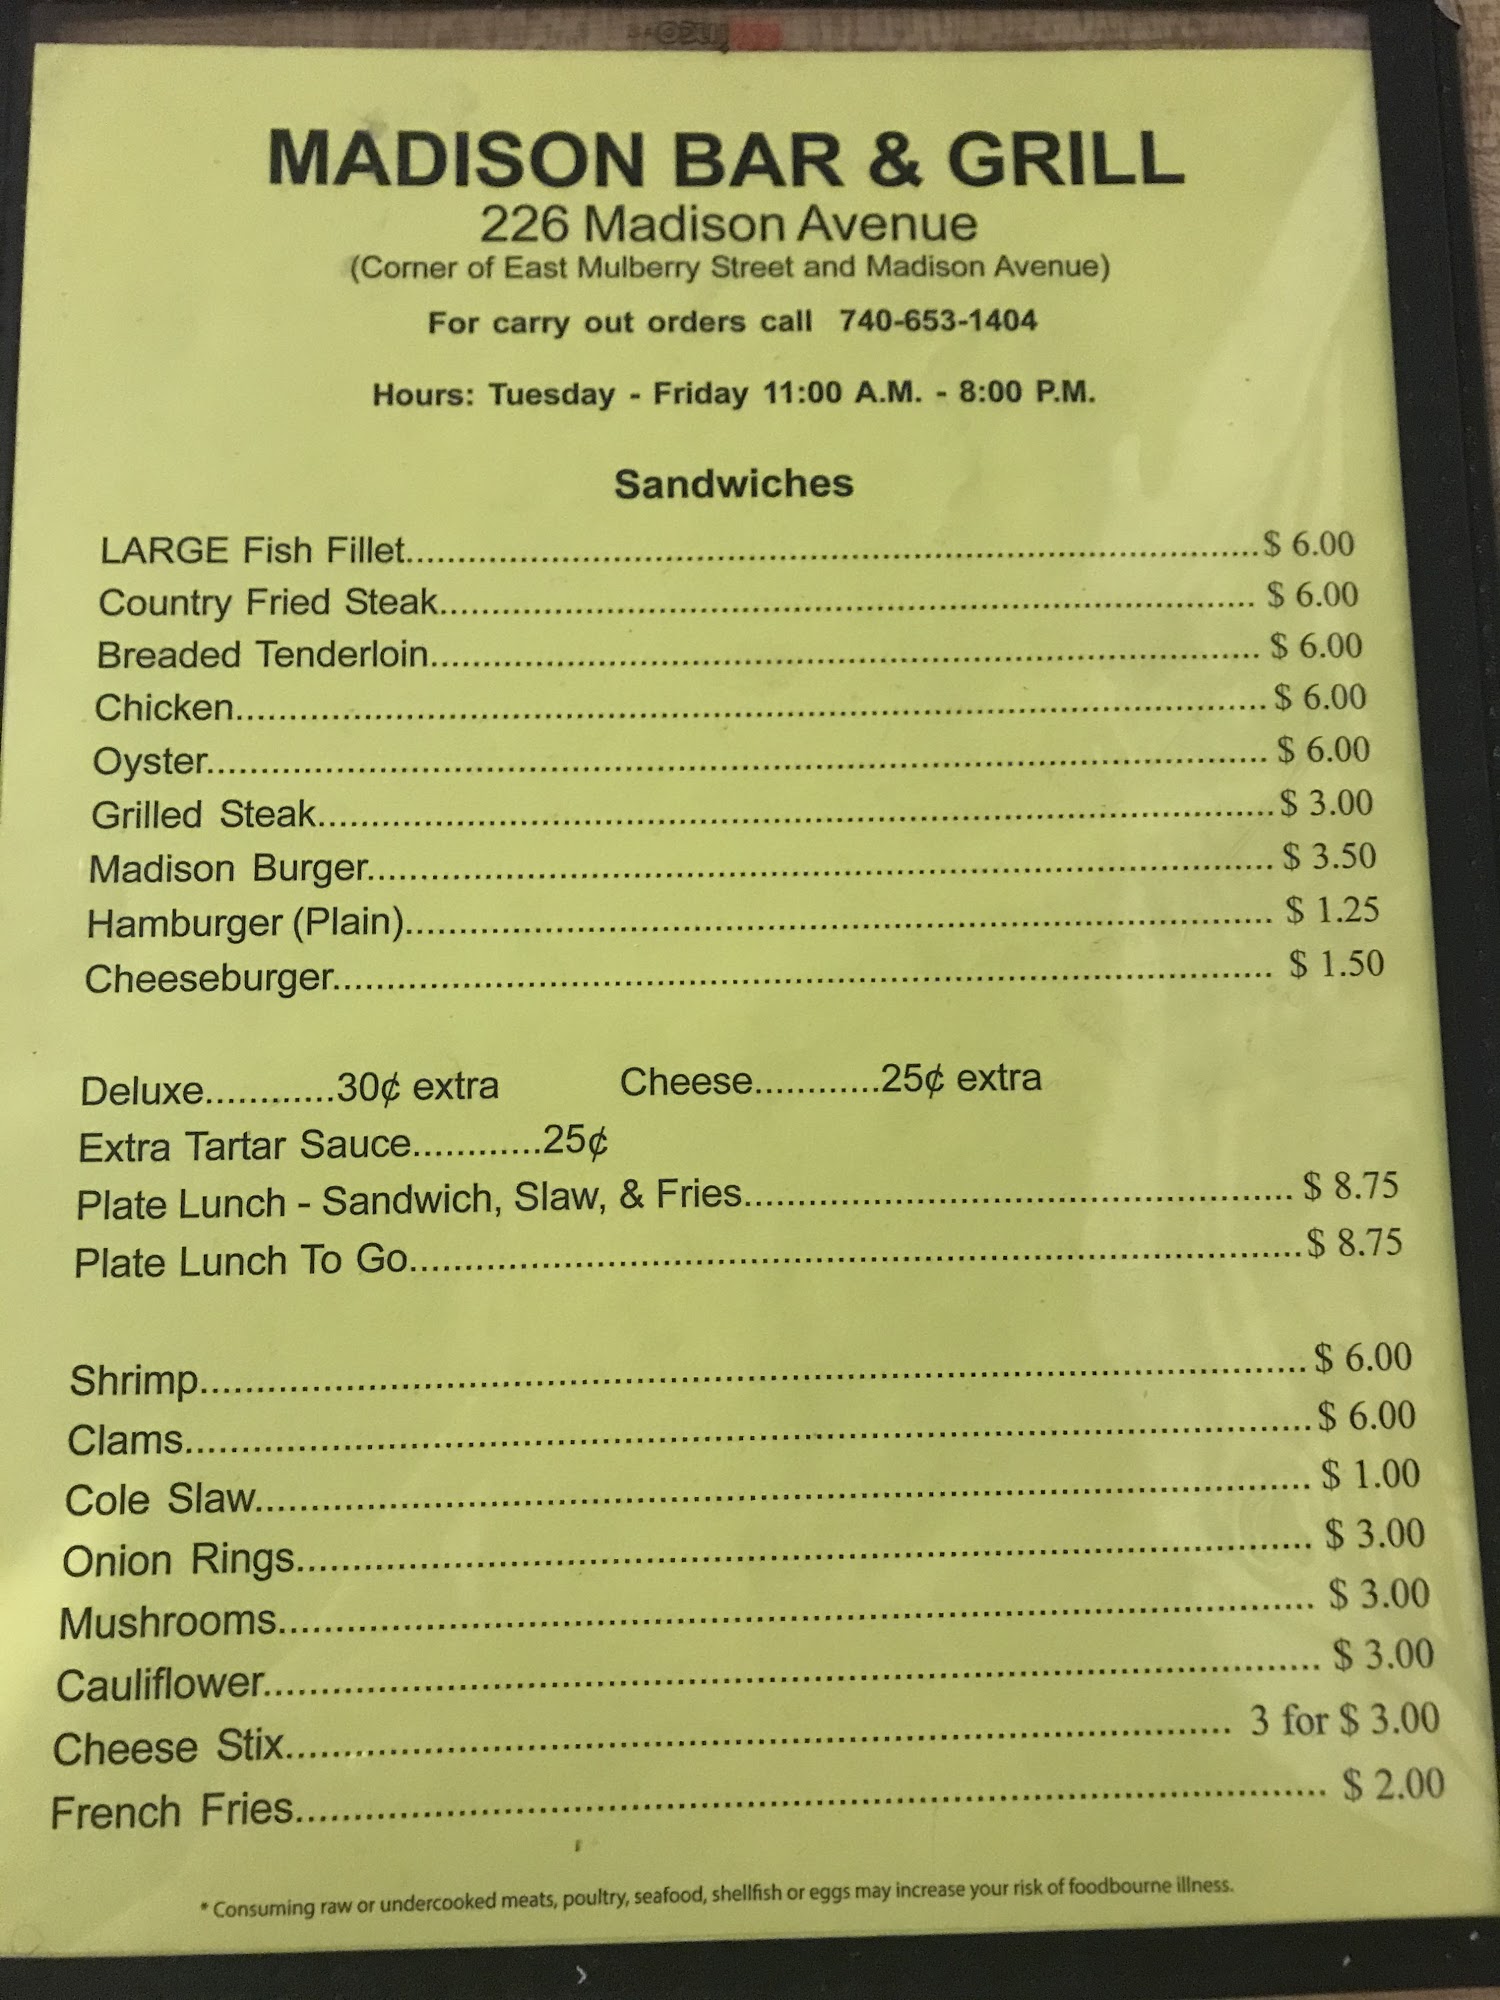 MADISON BAR & GRILL
226 Madison Avenue
(Corner of East Mulberry Street and Madison Avenue)
For carry out orders call 740-653-1404
Hours: Tuesday - Friday 11:00 A.M. - 8:00 P.M.
Sandwiches
LARGE Fish Fillet $ 6.00
Country Fried Steak $ 6.00
Breaded Tenderloin $ 6.00
Chicken $ 6.00
Oyster $ 6.00
Grilled Steak $ 3.00
Madison Burger $ 3.50
Hamburger (Plain) $ 1.25
Cheeseburger $ 1.50
Deluxe............30¢ extra Cheese............25¢ extra
Extra Tartar Sauce............25¢
Plate Lunch - Sandwich, Slaw, & Fries $ 8.75
Plate Lunch To Go $ 8.75
Shrimp $ 6.00
Clams $ 6.00
Cole Slaw $ 1.00
Onion Rings $ 3.00
Mushrooms $ 3.00
Cauliflower $ 3.00
Cheese Stix 3 for $ 3.00
French Fries $ 2.00
* Consuming raw or undercooked meats, poultry, seafood, shellfish or eggs may increase your risk of foodbourne illness.